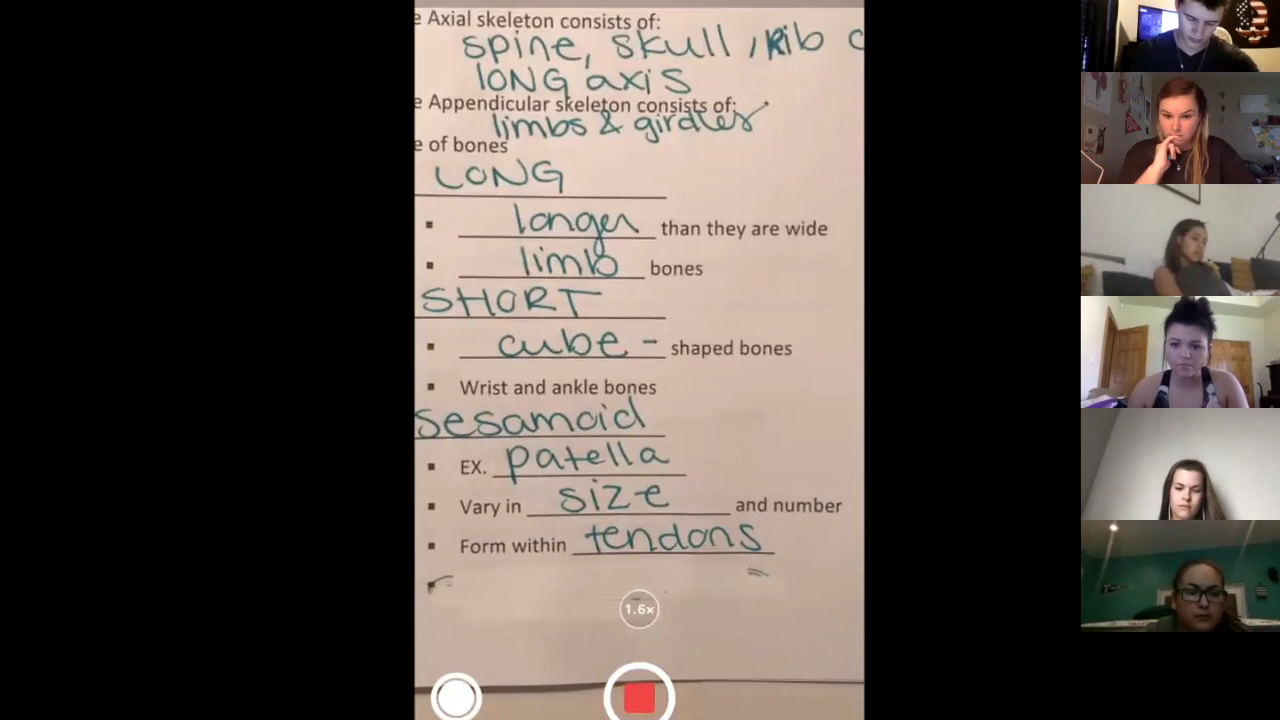 e Axial skeleton consists of:
spine, skull, Rib c
LONG axis
e Appendicular skeleton consists of:
limbs & girdles
e of bones
LONG
▪ longer than they are wide
▪ limb bones
SHORT
▪ cube - shaped bones
▪ Wrist and ankle bones
sesamoid
▪ EX. patella
▪ Vary in size and number
▪ Form within tendons
1.6×